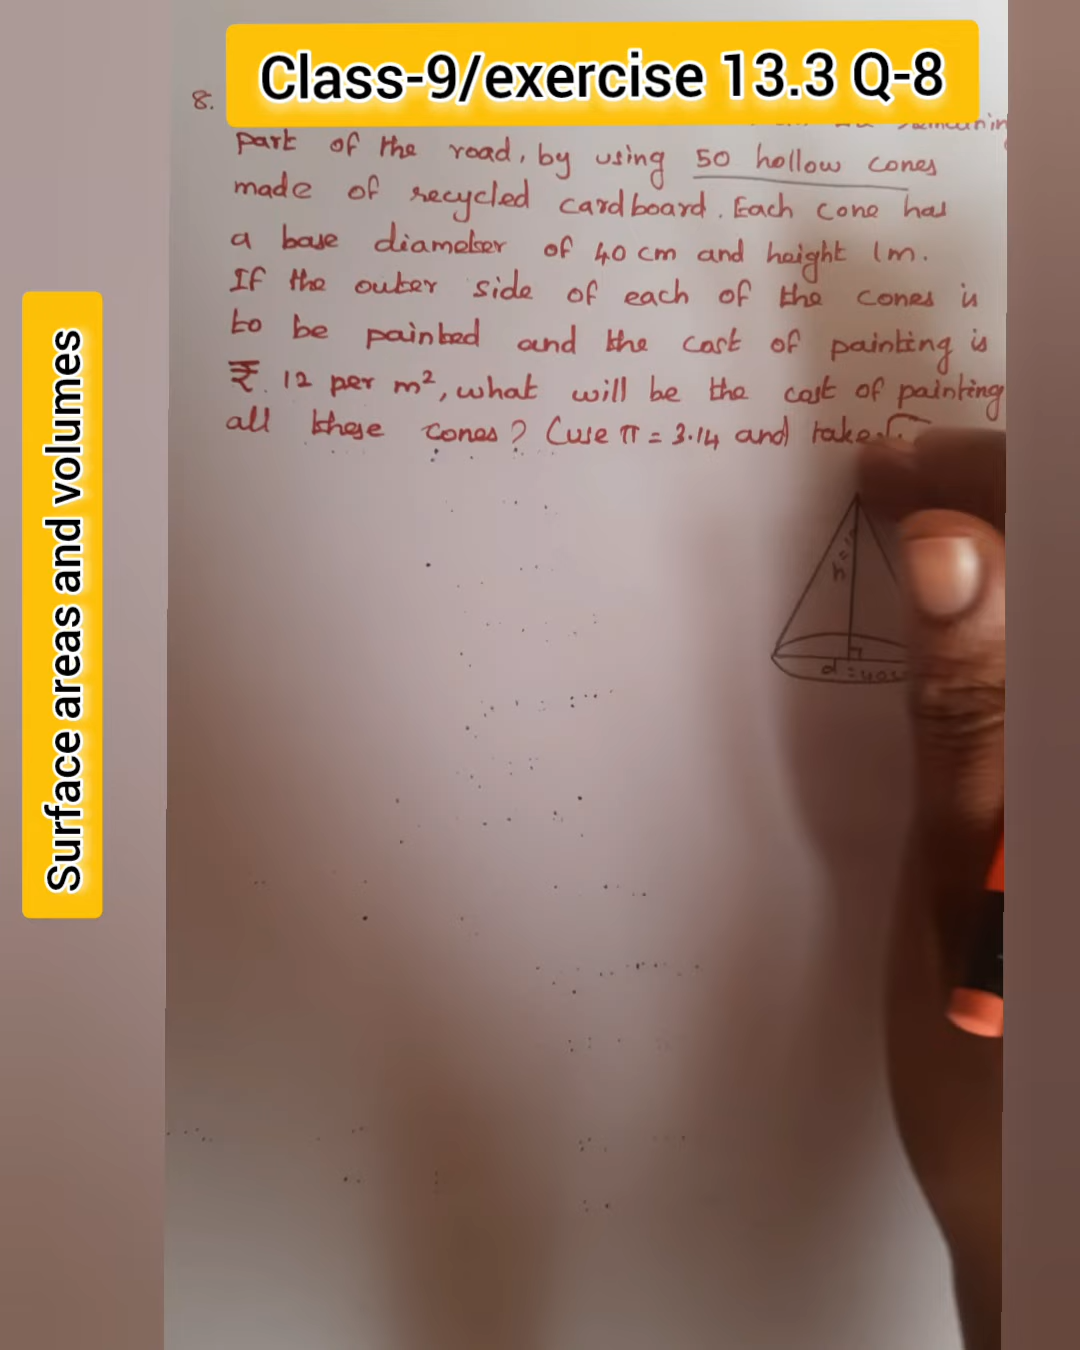 Class-9/exercise 13.3 Q-8
8.
part of the road, by using 50 hollow cones
made of recycled cardboard. Each cone has
a base diameter of 40 cm and height 1m.
If the outer side of each of the cones is
to be painted and the cost of painting is
₹. 12 per m², what will be the cost of painting
all these cones? (use π = 3.14 and take √
h = 1
d = 40c
Surface areas and volumes